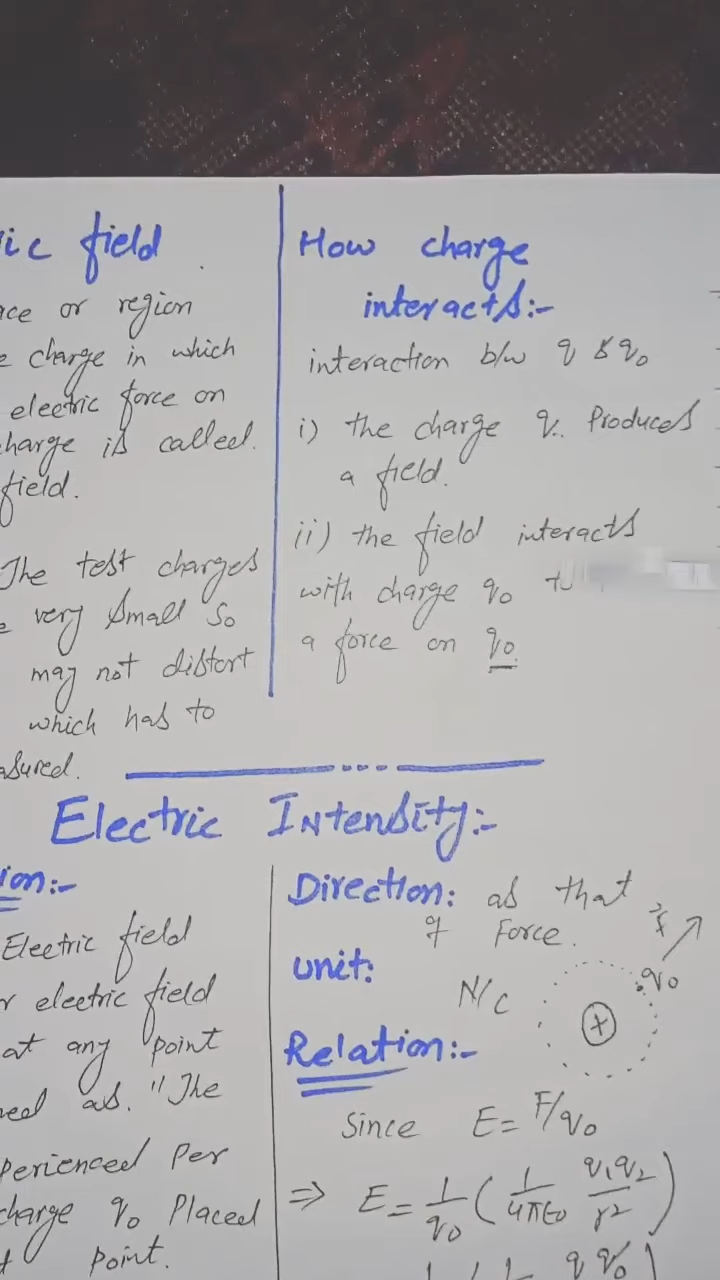 ic field
ace or region
e charge in which
electric force on
charge is called.
field.
The test charges
e very small so
may not distort
which has to
asured.
How charge
interacts:-
interaction b/w q & q₀
i) the charge q. Produces
a field.
ii) the field interacts
with charge q₀ to
a force on q₀.
Electric Intensity:-
ion:-
Electric field
r electric field
at any point
ned as. "The
perienced Per
charge q₀ Placed
t point.
Direction: as that
of Force.
unit:
N/C
F
q₀
+
Relation:-
Since E = F/q₀
⇒ E = 1/q₀ ( 1/4πε₀ q₁q₂/r² )